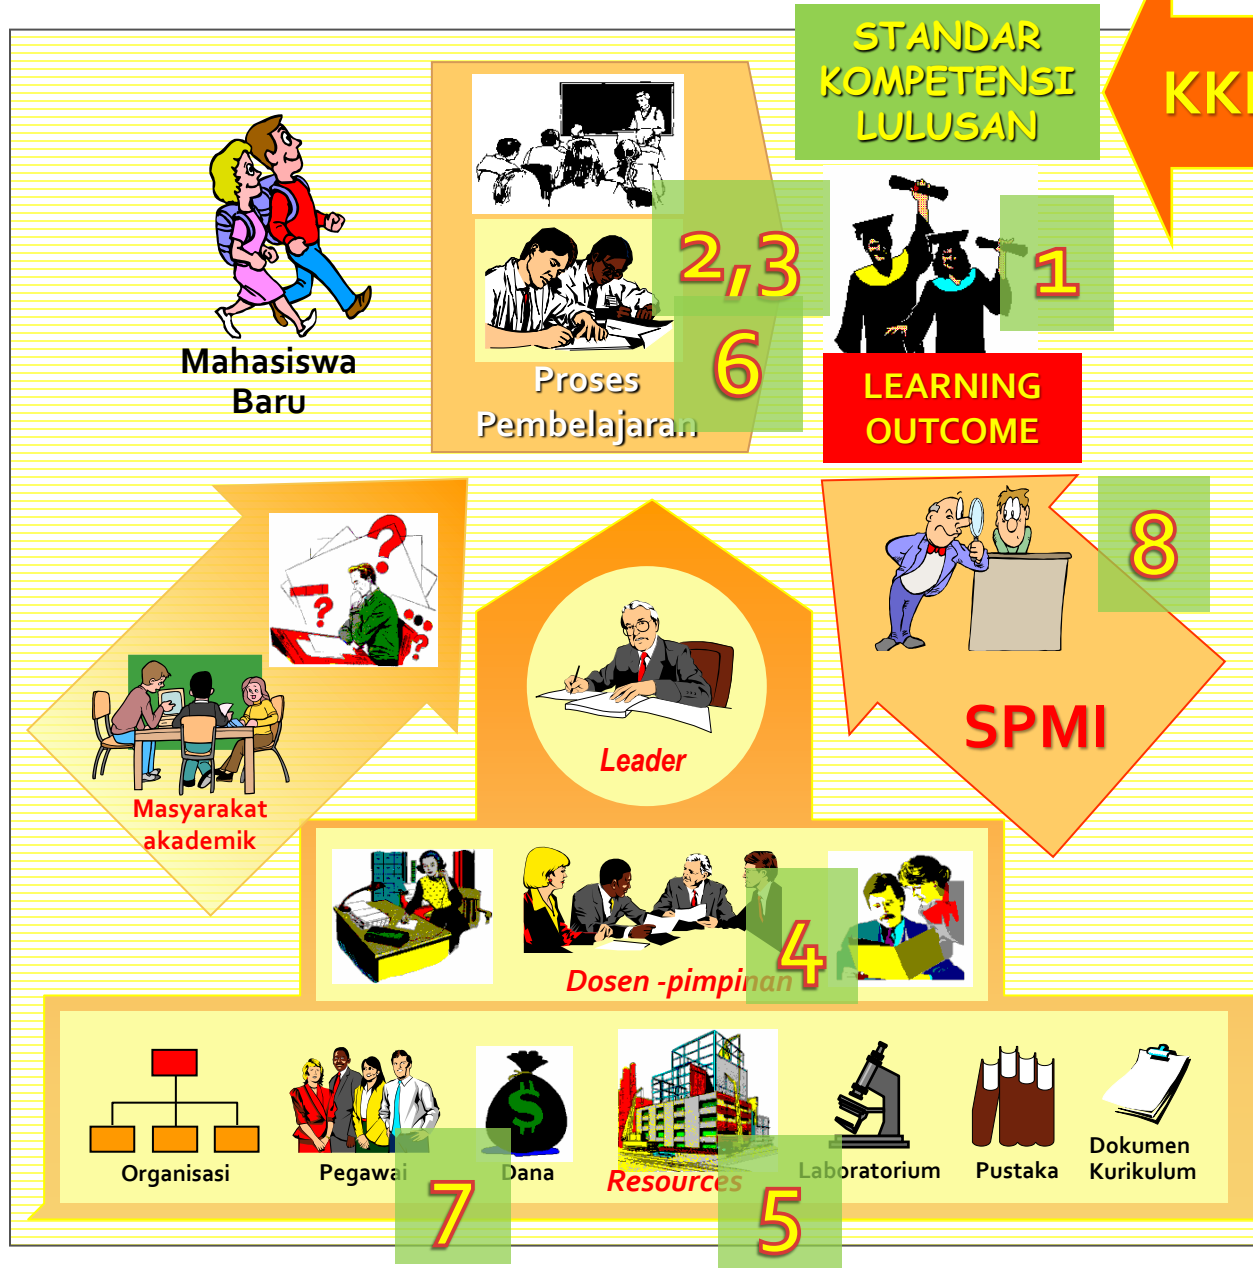 STANDAR
KOMPETENSI
LULUSAN
2,3
1
6
Mahasiswa
Baru
Proses
Pembelajaran
LEARNING
OUTCOME
8
SPMI
Leader
Masyarakat
akademik
4
Dosen -pimpinan
Organisasi
Pegawai
Dana
Resources
Laboratorium
Pustaka
Dokumen
Kurikulum
7
5